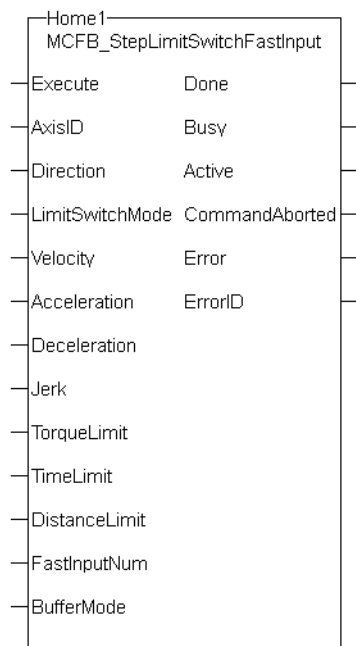 Home1
MCFB_StepLimitSwitchFastInput
Execute Done
AxisID Busy
Direction Active
LimitSwitchMode CommandAborted
Velocity Error
Acceleration ErrorID
Deceleration
Jerk
TorqueLimit
TimeLimit
DistanceLimit
FastInputNum
BufferMode